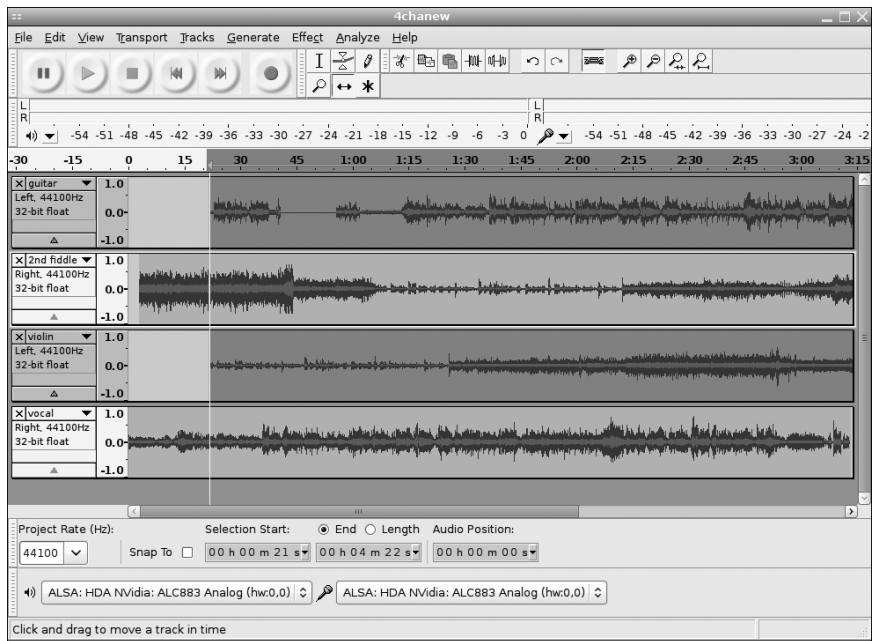 4chanew
File Edit View Transport Tracks Generate Effect Analyze Help
L
R
L
R
-54 -51 -48 -45 -42 -39 -36 -33 -30 -27 -24 -21 -18 -15 -12 -9 -6 -3 0
-54 -51 -48 -45 -42 -39 -36 -33 -30 -27 -24 -2
-30 -15 0 15 30 45 1:00 1:15 1:30 1:45 2:00 2:15 2:30 2:45 3:00 3:15
X guitar
Left, 44100Hz
32-bit float
1.0
0.0
-1.0
X 2nd fiddle
Right, 44100Hz
32-bit float
1.0
0.0
-1.0
X violin
Left, 44100Hz
32-bit float
1.0
0.0
-1.0
X vocal
Right, 44100Hz
32-bit float
1.0
0.0
-1.0
Project Rate (Hz): Selection Start: End Length Audio Position:
44100 Snap To 00 h 00 m 21 s 00 h 04 m 22 s 00 h 00 m 00 s
ALSA: HDA NVidia: ALC883 Analog (hw:0,0) ALSA: HDA NVidia: ALC883 Analog (hw:0,0)
Click and drag to move a track in time